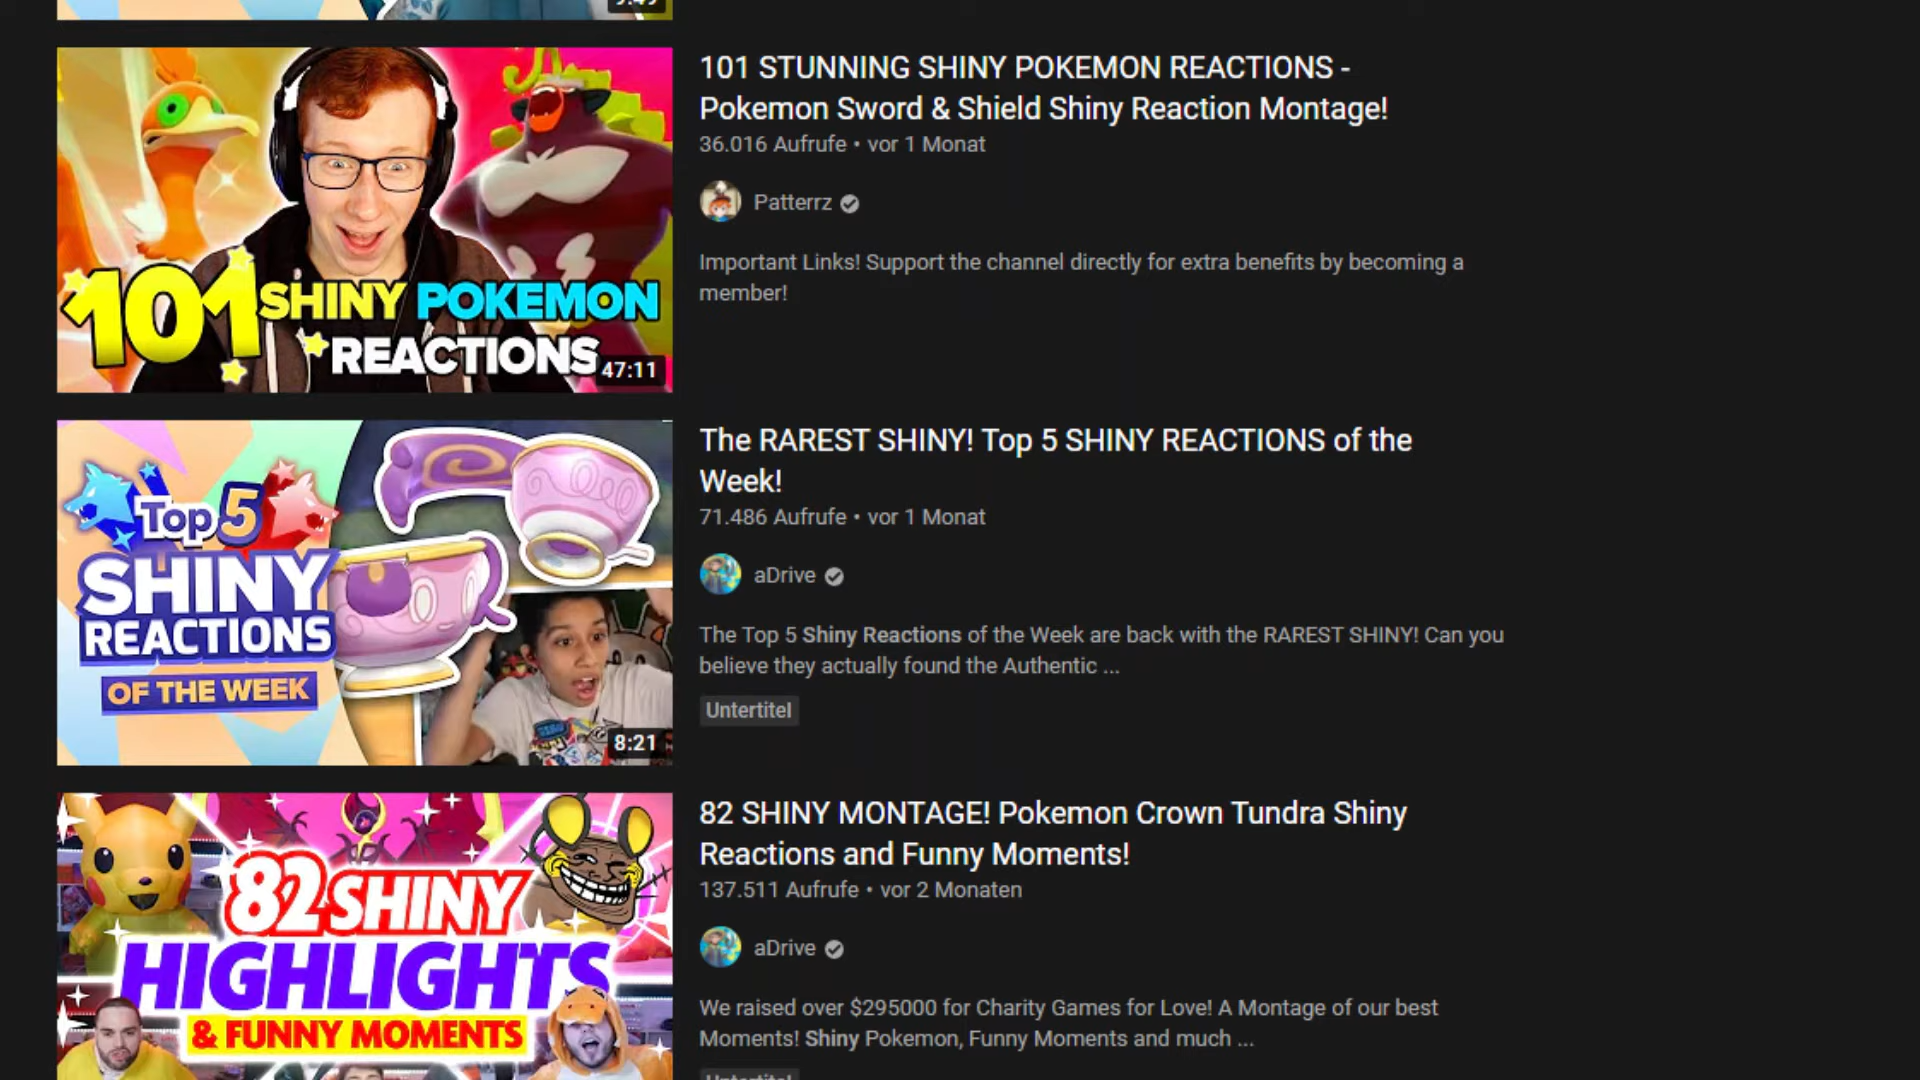 9:49
101 STUNNING SHINY POKEMON REACTIONS -
Pokemon Sword & Shield Shiny Reaction Montage!
36.016 Aufrufe • vor 1 Monat
Patterrz
Important Links! Support the channel directly for extra benefits by becoming a
member!
101 SHINY POKEMON
REACTIONS
47:11
The RAREST SHINY! Top 5 SHINY REACTIONS of the
Week!
71.486 Aufrufe • vor 1 Monat
aDrive
The Top 5 Shiny Reactions of the Week are back with the RAREST SHINY! Can you
believe they actually found the Authentic ...
Untertitel
Top 5
SHINY
REACTIONS
OF THE WEEK
8:21
82 SHINY MONTAGE! Pokemon Crown Tundra Shiny
Reactions and Funny Moments!
137.511 Aufrufe • vor 2 Monaten
aDrive
We raised over $295000 for Charity Games for Love! A Montage of our best
Moments! Shiny Pokemon, Funny Moments and much ...
Untertitel
82 SHINY
HIGHLIGHTS
& FUNNY MOMENTS